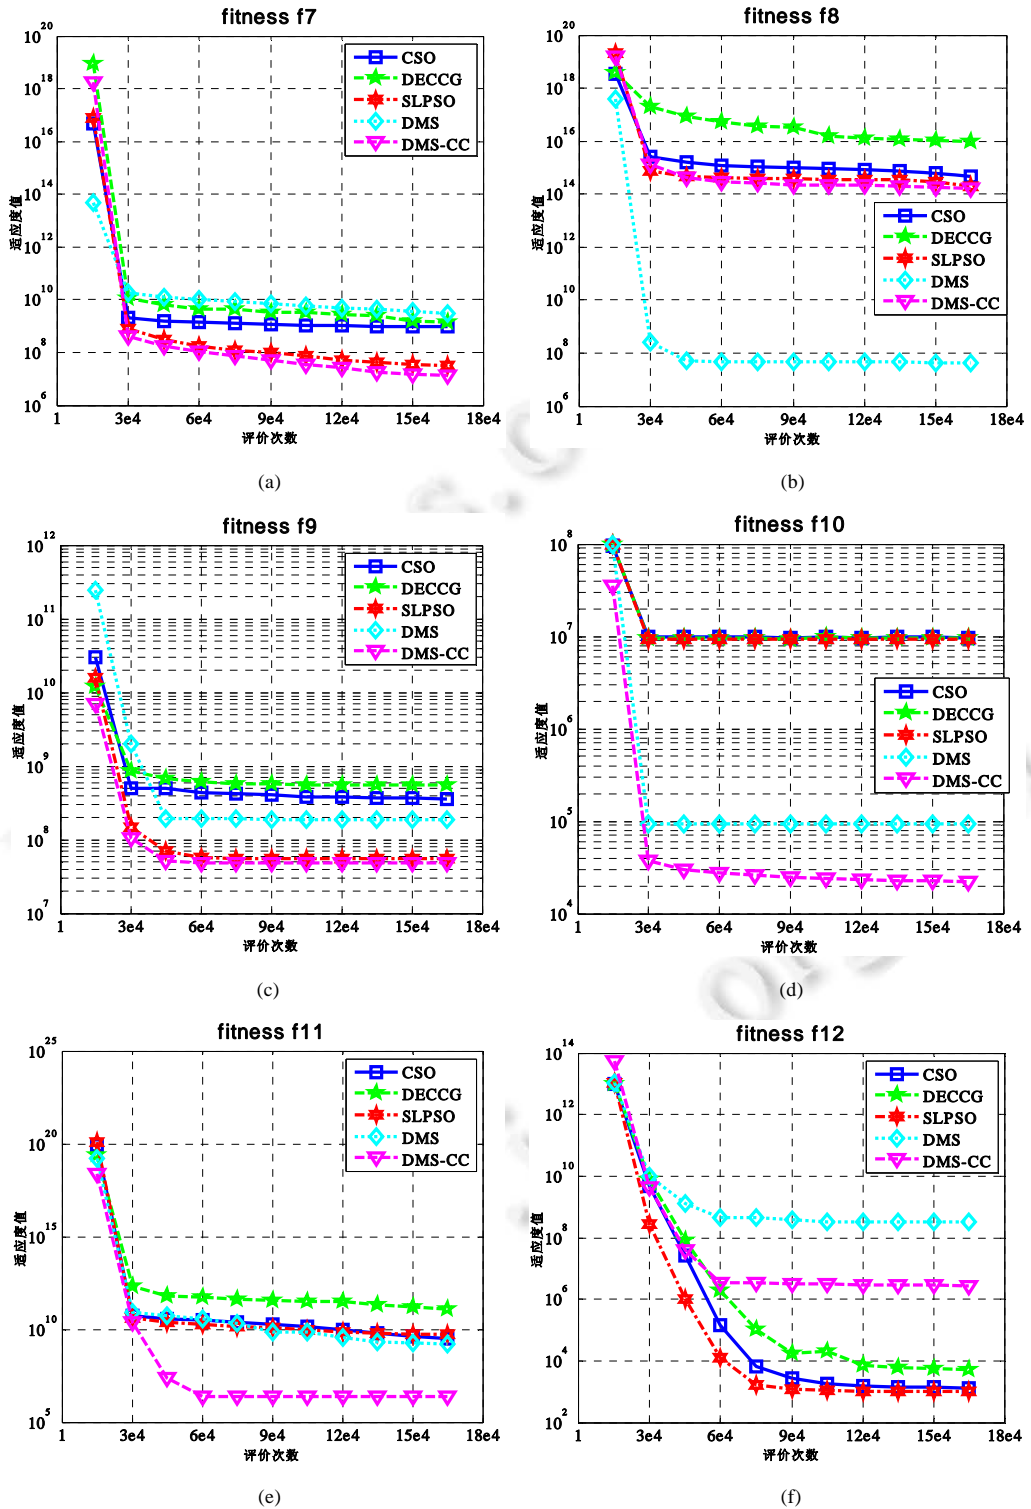 fitness f7
10^20
10^18
10^16
10^14
10^12
10^10
10^8
10^6
适应度值
CSO
DECCG
SLPSO
DMS
DMS-CC
1 3e4 6e4 9e4 12e4 15e4 18e4
评价次数
(a)
fitness f8
10^20
10^18
10^16
10^14
10^12
10^10
10^8
10^6
适应度值
CSO
DECCG
SLPSO
DMS
DMS-CC
1 3e4 6e4 9e4 12e4 15e4 18e4
评价次数
(b)
fitness f9
10^12
10^11
10^10
10^9
10^8
10^7
适应度值
CSO
DECCG
SLPSO
DMS
DMS-CC
1 3e4 6e4 9e4 12e4 15e4 18e4
评价次数
(c)
fitness f10
10^8
10^7
10^6
10^5
10^4
适应度值
CSO
DECCG
SLPSO
DMS
DMS-CC
1 3e4 6e4 9e4 12e4 15e4 18e4
评价次数
(d)
fitness f11
10^25
10^20
10^15
10^10
10^5
适应度值
CSO
DECCG
SLPSO
DMS
DMS-CC
1 3e4 6e4 9e4 12e4 15e4 18e4
评价次数
(e)
fitness f12
10^14
10^12
10^10
10^8
10^6
10^4
10^2
适应度值
CSO
DECCG
SLPSO
DMS
DMS-CC
1 3e4 6e4 9e4 12e4 15e4 18e4
评价次数
(f)